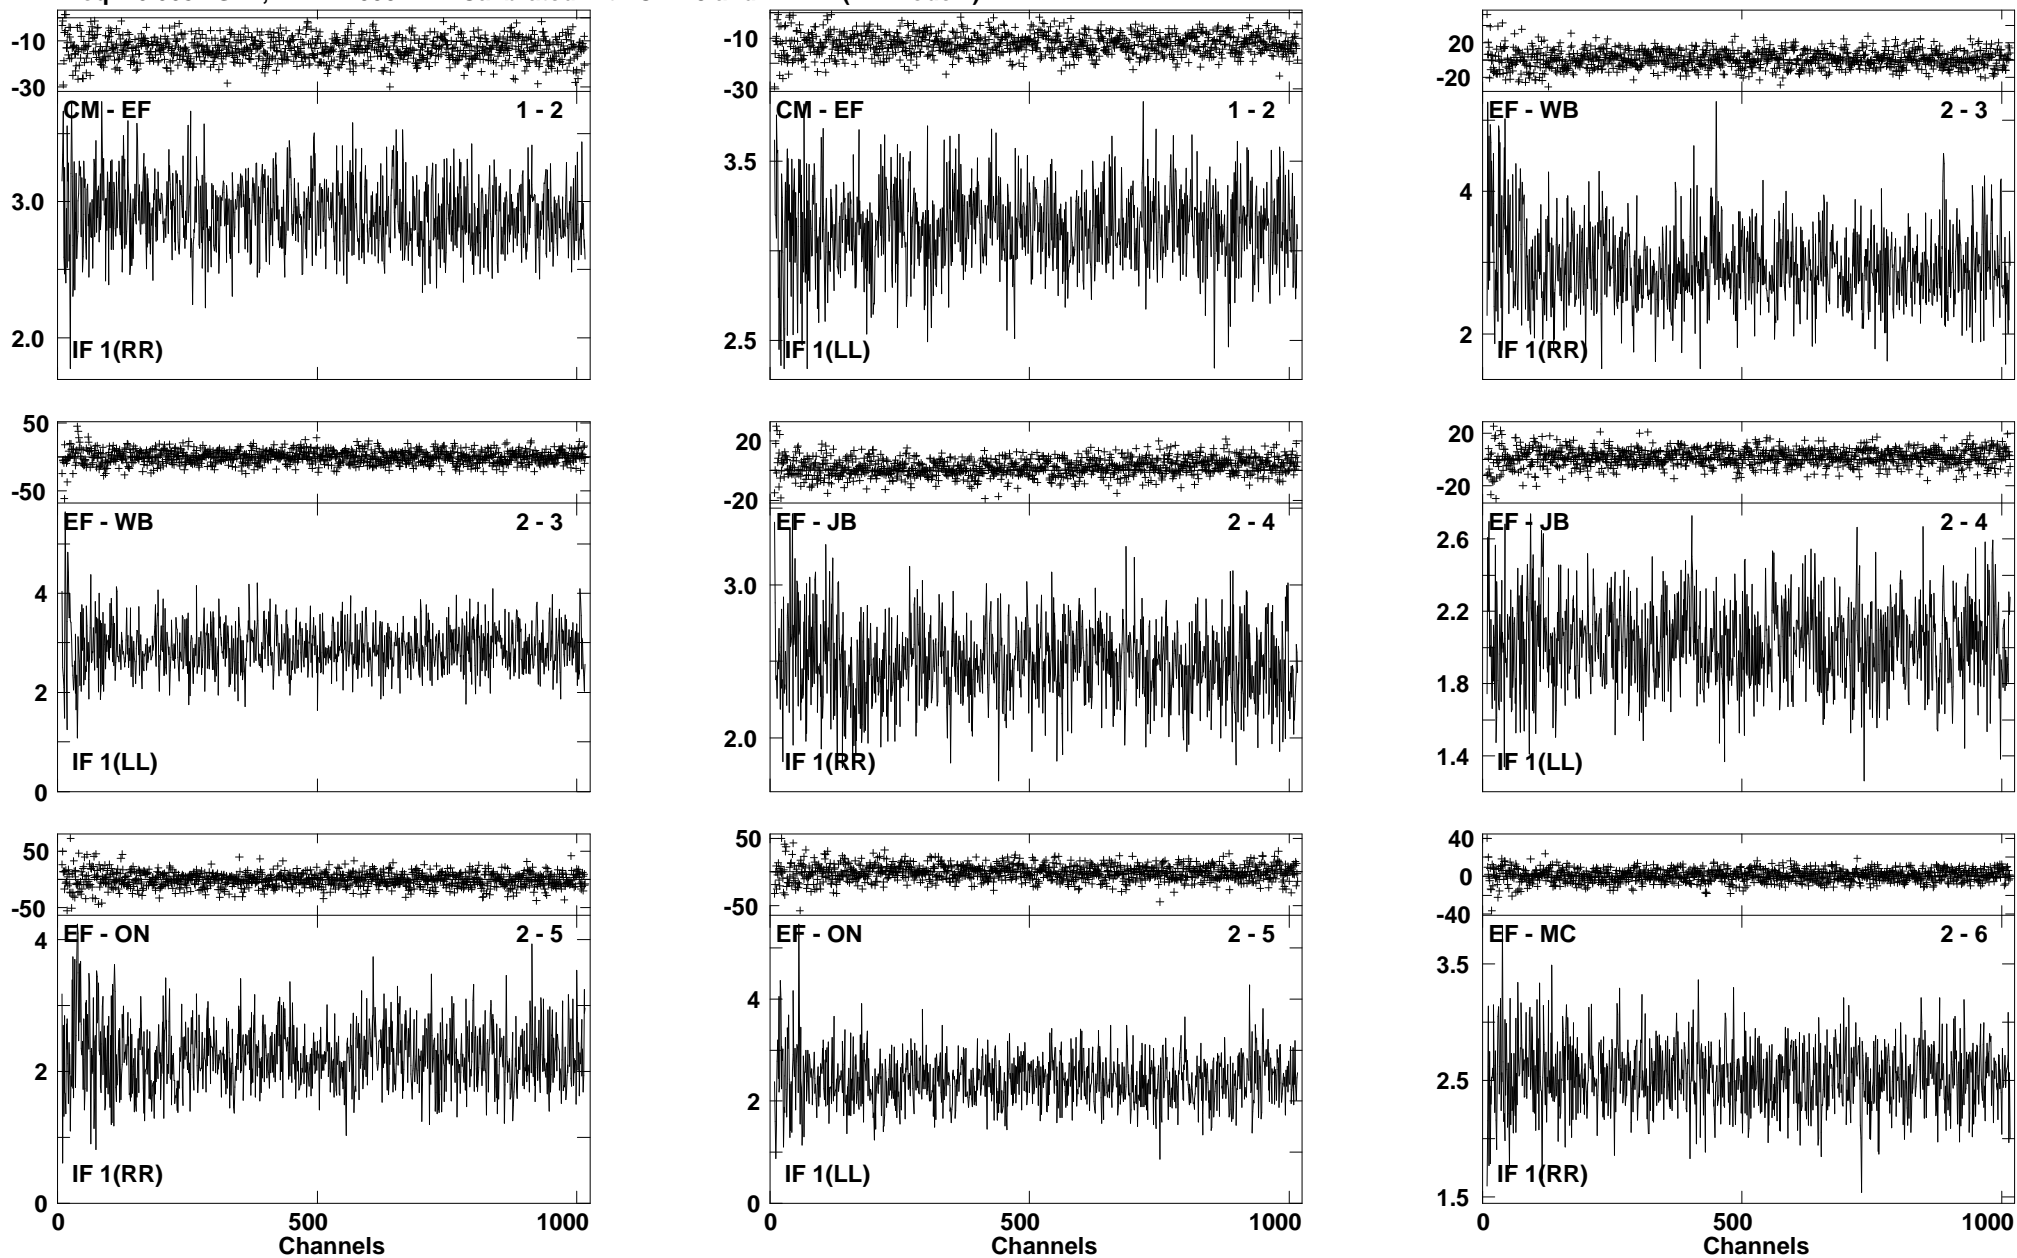 -10
-30
CM - EF 1 - 2
3.0
2.0
IF 1(RR)
-10
-30
CM - EF 1 - 2
3.5
2.5
IF 1(LL)
20
-20
EF - WB 2 - 3
4
2
IF 1(RR)
50
-50
EF - WB 2 - 3
4
2
0
IF 1(LL)
20
-20
EF - JB 2 - 4
3.0
2.0
IF 1(RR)
20
-20
EF - JB 2 - 4
2.6
2.2
1.8
1.4
IF 1(LL)
50
-50
EF - ON 2 - 5
4
2
0
IF 1(RR)
0 500 1000
Channels
50
-50
EF - ON 2 - 5
4
2
0
IF 1(LL)
0 500 1000
Channels
40
0
-40
EF - MC 2 - 6
3.5
2.5
1.5
IF 1(RR)
0 500 1000
Channels